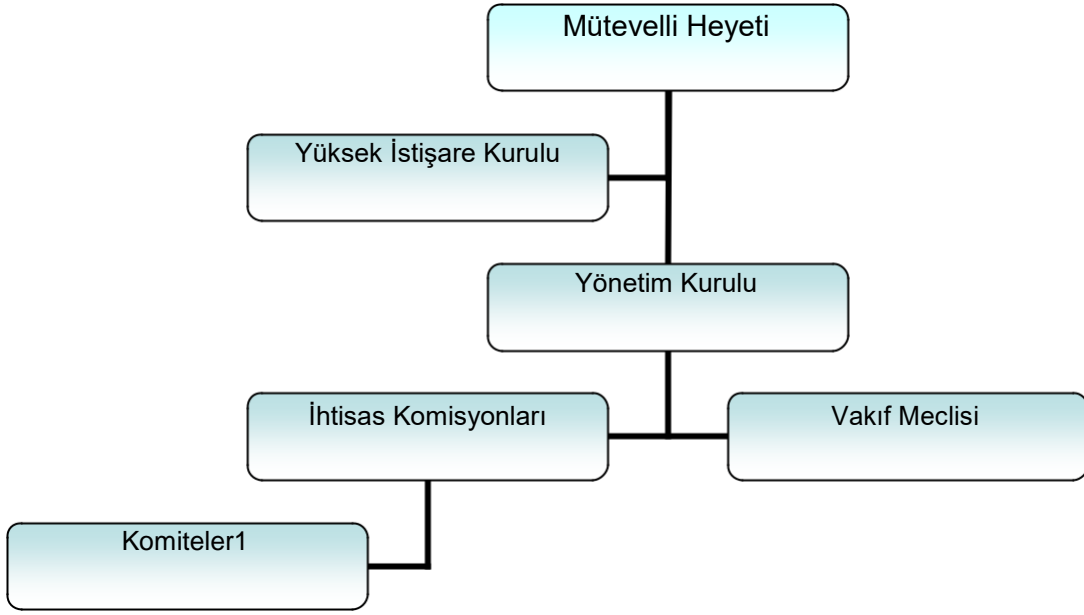 Mütevelli Heyeti
Yüksek İstişare Kurulu
Yönetim Kurulu
İhtisas Komisyonları
Vakıf Meclisi
Komiteler1